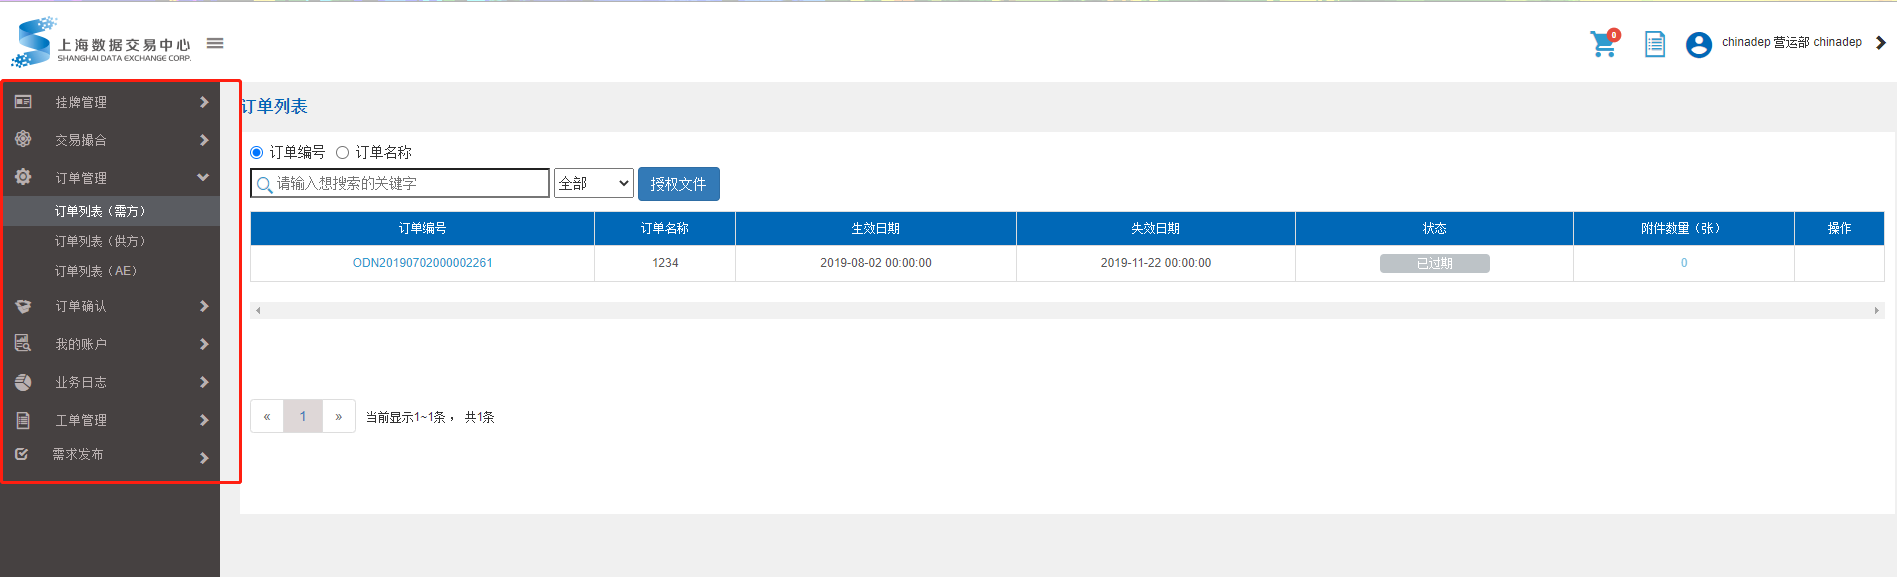 上海数据交易中心
SHANGHAI DATA EXCHANGE CORP.
0
chinadep 营运部 chinadep
挂牌管理
交易撮合
订单管理
订单列表（需方）
订单列表（供方）
订单列表（AE）
订单确认
我的账户
业务日志
工单管理
需求发布
订单列表
订单编号 订单名称
请输入想搜索的关键字 全部 授权文件
订单编号 订单名称 生效日期 失效日期 状态 附件数量（张） 操作
ODN20190702000002261 1234 2019-08-02 00:00:00 2019-11-22 00:00:00 已过期 0
« 1 » 当前显示1~1条， 共1条